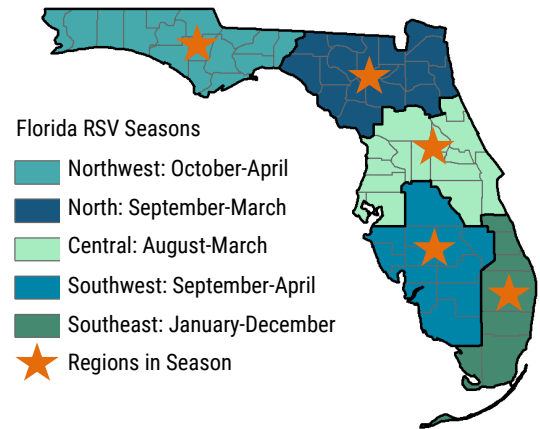 Florida RSV Seasons
Northwest: October-April
North: September-March
Central: August-March
Southwest: September-April
Southeast: January-December
Regions in Season